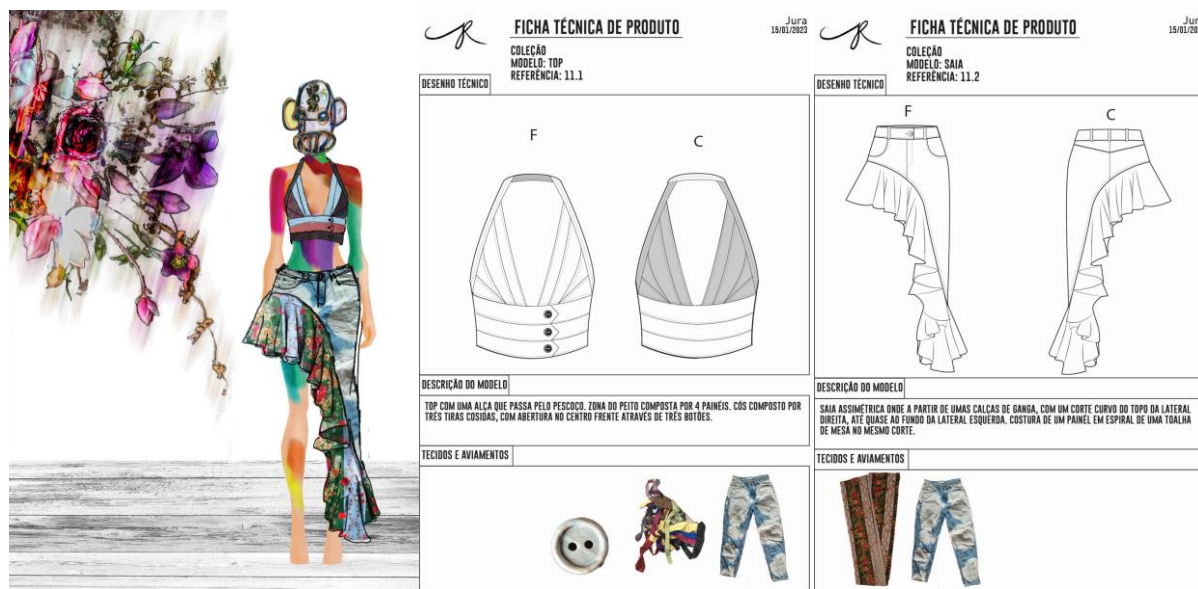 FICHA TÉCNICA DE PRODUTO
Jura
15/01/2023
COLEÇÃO
MODELO: TOP
REFERÊNCIA: 11.1
DESENHO TÉCNICO
F
C
DESCRIÇÃO DO MODELO
TOP COM UMA ALÇA QUE PASSA PELO PESCOÇO. ZONA DO PEITO COMPOSTA POR 4 PAINÉIS. CÓS COMPOSTO POR
TRÊS TIRAS COSIDAS, COM ABERTURA NO CENTRO FRENTE ATRAVÉS DE TRÊS BOTÕES.
TECIDOS E AVIAMENTOS
FICHA TÉCNICA DE PRODUTO
Jura
15/01/20
COLEÇÃO
MODELO: SAIA
REFERÊNCIA: 11.2
DESENHO TÉCNICO
F
C
DESCRIÇÃO DO MODELO
SAIA ASSIMÉTRICA ONDE A PARTIR DE UMAS CALÇAS DE GANGA, COM UM CORTE CURVO DO TOPO DA LATERAL
DIREITA, ATÉ QUASE AO FUNDO DA LATERAL ESQUERDA. COSTURA DE UM PAINEL EM ESPIRAL DE UMA TOALHA
DE MESA NO MESMO CORTE.
TECIDOS E AVIAMENTOS